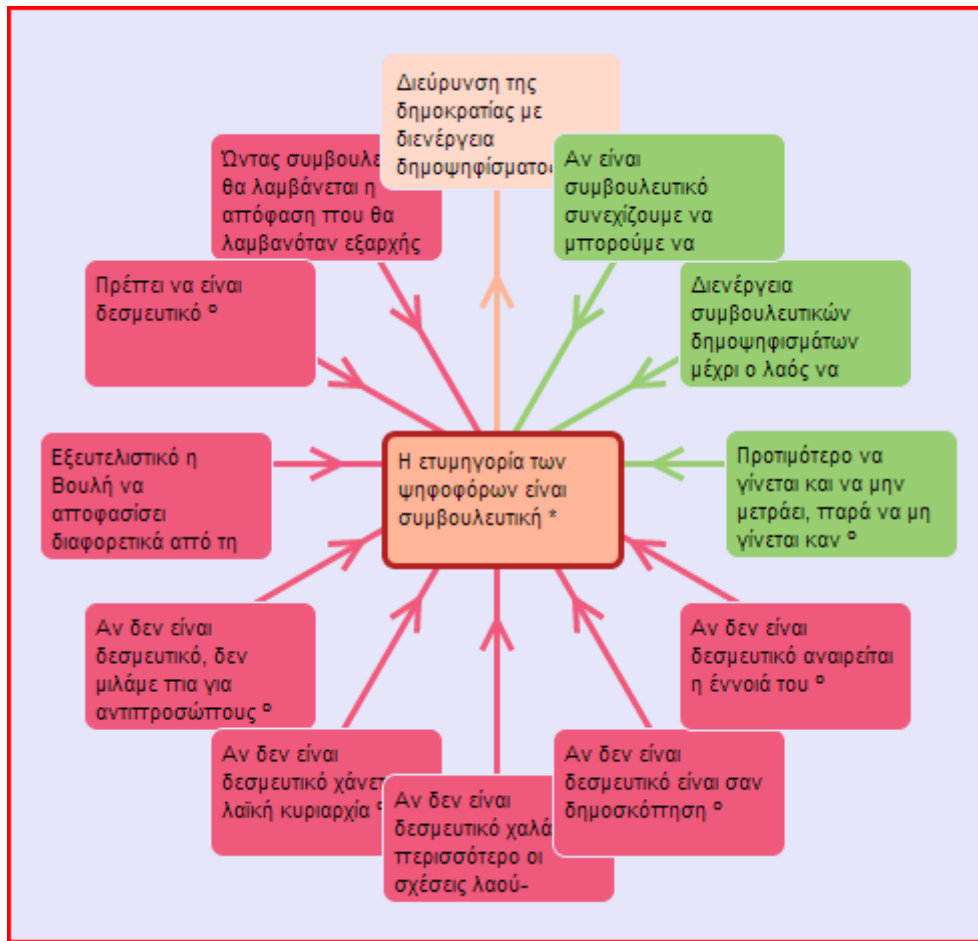 Διεύρυνση της
δημοκρατίας με
διενέργεια
Ώντας
θα λαμβάνεται η
απόφαση που θα
λαμβανόταν εξαρχής
Αν είναι
συμβουλευτικό
συνεχίζουμε να
μπορούμε να
Πρέπει να είναι
δεσμευτικό º
Διενέργεια
συμβουλευτικών
δημοψηφισμάτων
μέχρι ο λαός να
Εξευτελιστικό η
Βουλή να
αποφασίσει
διαφορετικά από τη
Η ετυμηγορία των
ψηφοφόρων είναι
συμβουλευτική *
Προτιμότερο να
γίνεται και να μην
μετράει, παρά να μη
γίνεται καν º
Αν δεν είναι
δεσμευτικό, δεν
μιλάμε πια για
αντιπροσώπους º
Αν δεν είναι
δεσμευτικό αναιρείται
η έννοιά του º
Αν δεν είναι
δεσμευτικό
λαϊκή κυριαρχία º
Αν δεν είναι
δεσμευτικό
περισσότερο οι
σχέσεις λαού-
Αν δεν είναι
δεσμευτικό είναι σαν
δημοσκόπηση º